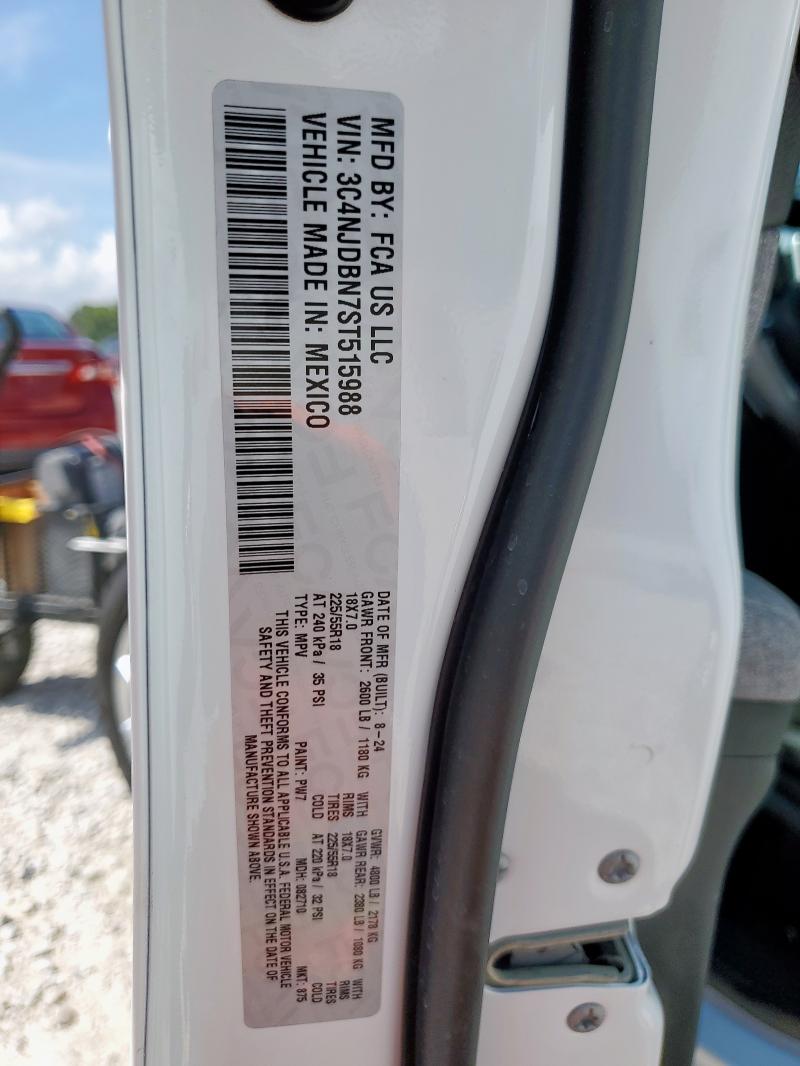 MFD BY: FCA US LLC
VIN: 3C4NJDBN7ST515988
VEHICLE MADE IN: MEXICO
DATE OF MFR (BUILT): 8-24 GVWR: 4800 LB / 2178 KG
GAWR FRONT: 2600 LB / 1180 KG WITH GAWR REAR: 2380 LB / 1080 KG WITH
18X7.0 RIMS 18X7.0 RIMS
225/55R18 TIRES 225/55R18 TIRES
AT 240 kPa / 35 PSI COLD AT 220 kPa / 32 PSI COLD
TYPE: MPV PAINT: PW7 MDH: 082710 MKT: 875
THIS VEHICLE CONFORMS TO ALL APPLICABLE U.S.A. FEDERAL MOTOR VEHICLE
SAFETY AND THEFT PREVENTION STANDARDS IN EFFECT ON THE DATE OF
MANUFACTURE SHOWN ABOVE.